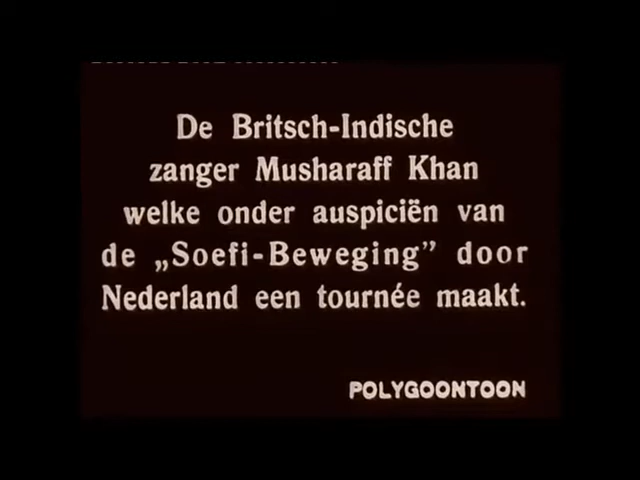 De Britsch-Indische
zanger Musharaff Khan
welke onder auspiciën van
de „Soefi-Beweging” door
Nederland een tournée maakt.
POLYGOONTOON